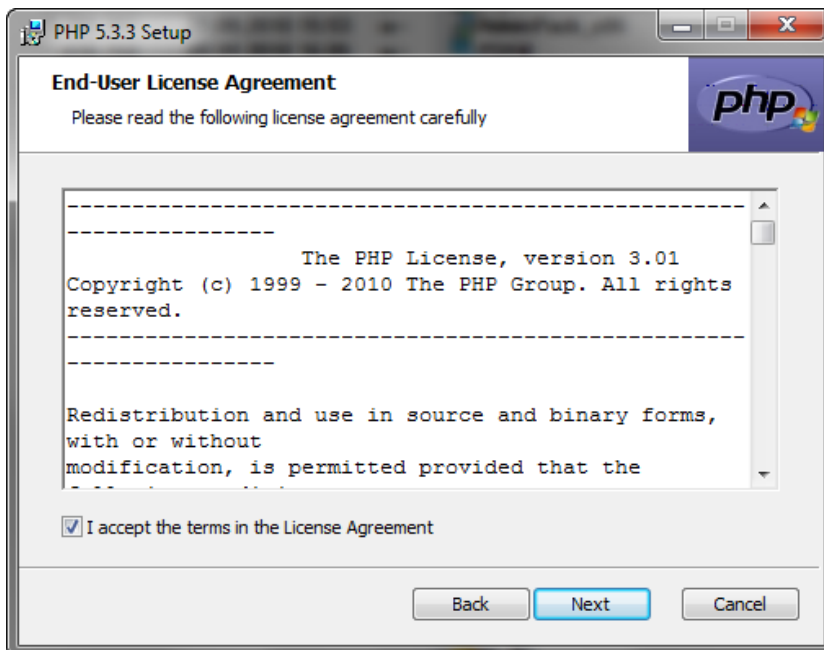 PHP 5.3.3 Setup
End-User License Agreement
Please read the following license agreement carefully
php
----------------------------------------------------
----------------
The PHP License, version 3.01
Copyright (c) 1999 - 2010 The PHP Group. All rights
reserved.
----------------------------------------------------
----------------
Redistribution and use in source and binary forms,
with or without
modification, is permitted provided that the
I accept the terms in the License Agreement
Back
Next
Cancel